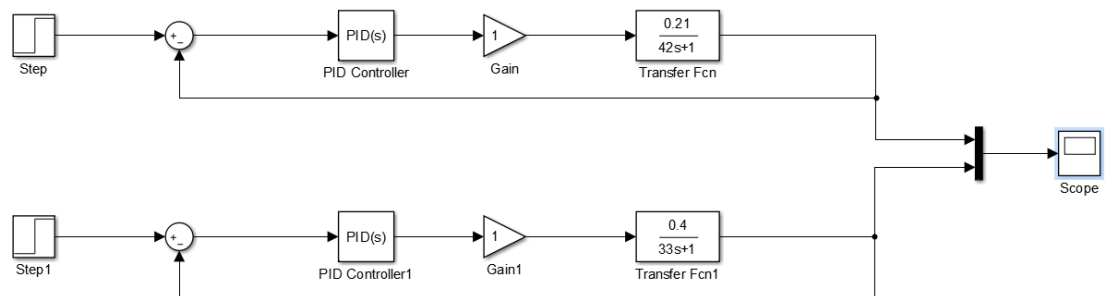 Step
+
−
PID(s)
PID Controller
1
Gain
0.21
42s+1
Transfer Fcn
Scope
Step1
+
−
PID(s)
PID Controller1
1
Gain1
0.4
33s+1
Transfer Fcn1